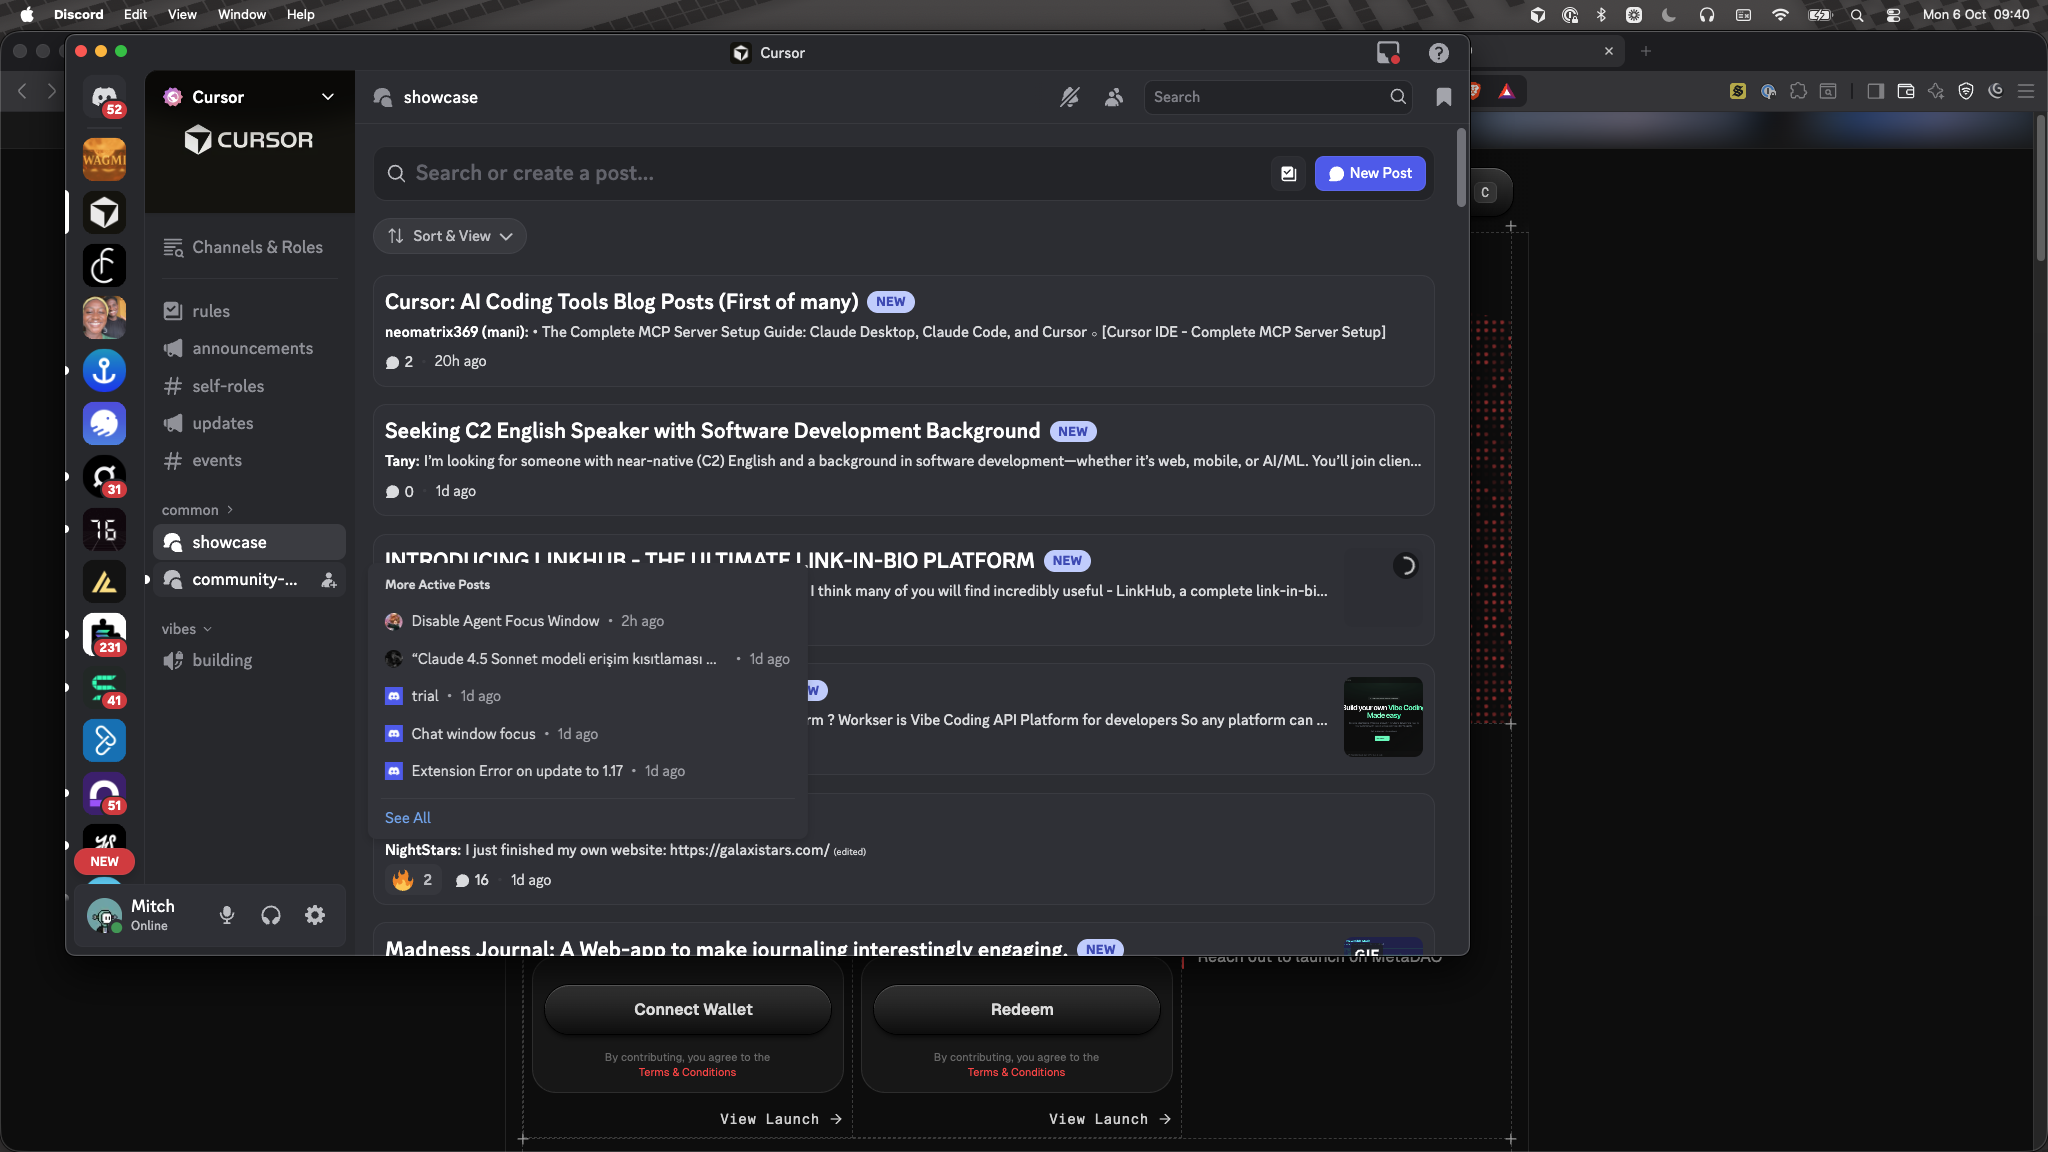 Discord Edit View Window Help
Mon 6 Oct 09:40
Cursor
52
WAGMI
31
76
231
41
51
NEW
Cursor
CURSOR
Channels & Roles
rules
announcements
self-roles
updates
events
common
showcase
community-...
vibes
building
Mitch
Online
showcase
Search
Search or create a post...
New Post
Sort & View
Cursor: AI Coding Tools Blog Posts (First of many) NEW
neomatrix369 (mani): • The Complete MCP Server Setup Guide: Claude Desktop, Claude Code, and Cursor ◦ [Cursor IDE - Complete MCP Server Setup]
2 20h ago
Seeking C2 English Speaker with Software Development Background NEW
Tany: I'm looking for someone with near-native (C2) English and a background in software development—whether it's web, mobile, or AI/ML. You'll join clien...
0 1d ago
INTRODUCING LINKHUB - THE ULTIMATE LINK-IN-BIO PLATFORM NEW
I think many of you will find incredibly useful - LinkHub, a complete link-in-bi...
More Active Posts
Disable Agent Focus Window • 2h ago
“Claude 4.5 Sonnet modeli erişim kısıtlaması ... • 1d ago
trial • 1d ago
Chat window focus • 1d ago
Extension Error on update to 1.17 • 1d ago
See All
? Workser is Vibe Coding API Platform for developers So any platform can ...
Build your own Vibe Coding
Made easy
NightStars: I just finished my own website: https://galaxistars.com/ (edited)
2 16 1d ago
Madness Journal: A Web-app to make journaling interestingly engaging. NEW
GIF
C
Reach out to launch on MetaDAO
Connect Wallet
By contributing, you agree to the
Terms & Conditions
View Launch →
Redeem
By contributing, you agree to the
Terms & Conditions
View Launch →